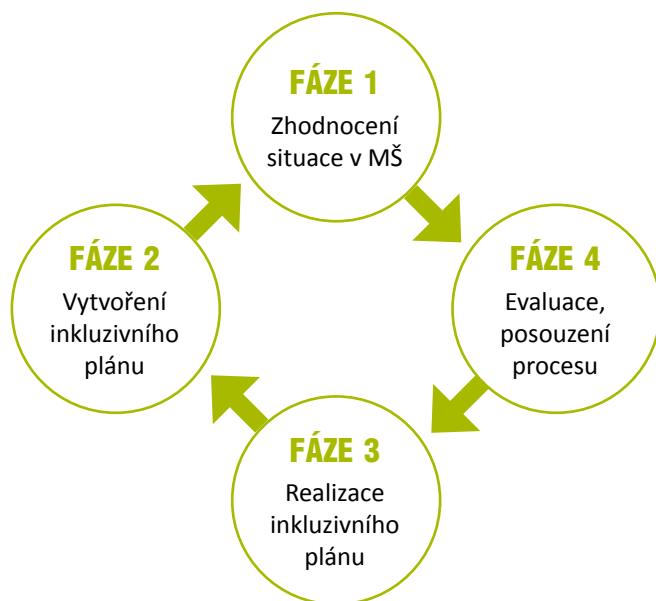 FÁZE 1
Zhodnocení
situace v MŠ
FÁZE 2
Vytvoření
inkluzivního
plánu
FÁZE 4
Evaluace,
posouzení
procesu
FÁZE 3
Realizace
inkluzivního
plánu